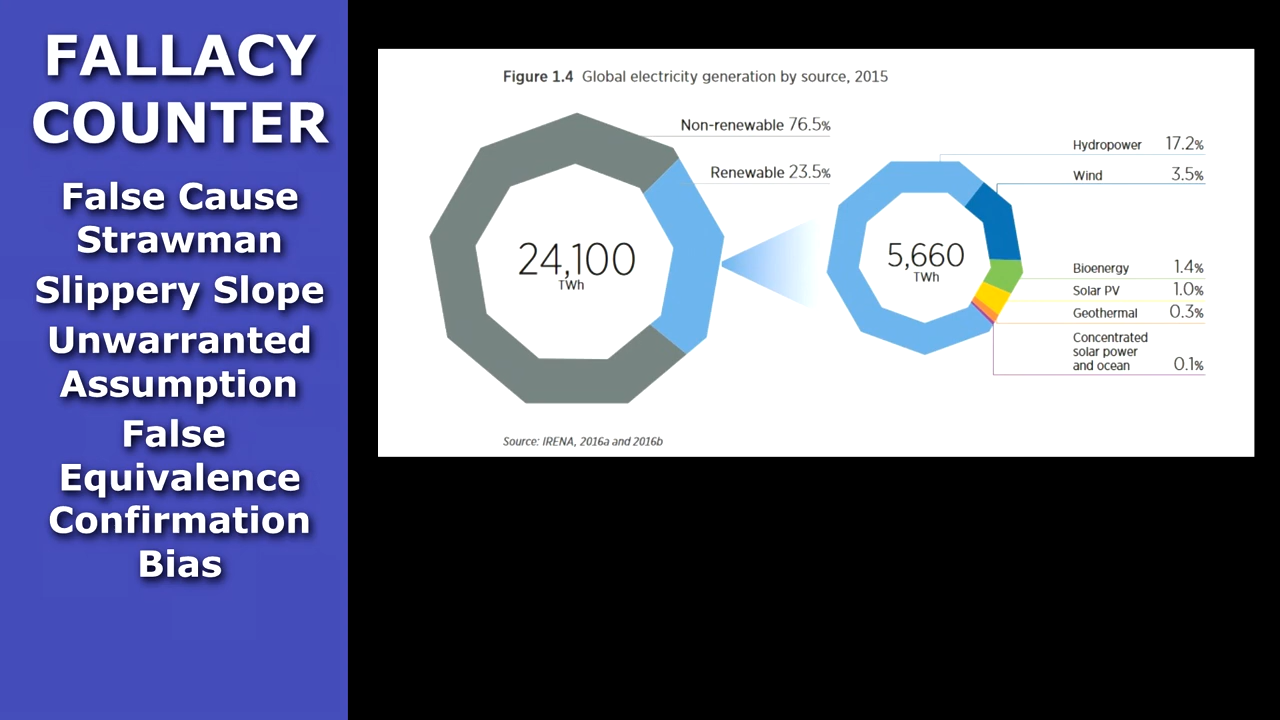 FALLACY
COUNTER
False Cause
Strawman
Slippery Slope
Unwarranted
Assumption
False
Equivalence
Confirmation
Bias
Figure 1.4 Global electricity generation by source, 2015
Non-renewable 76.5%
Renewable 23.5%
24,100
TWh
5,660
TWh
Hydropower 17.2%
Wind 3.5%
Bioenergy 1.4%
Solar PV 1.0%
Geothermal 0.3%
Concentrated
solar power
and ocean 0.1%
Source: IRENA, 2016a and 2016b